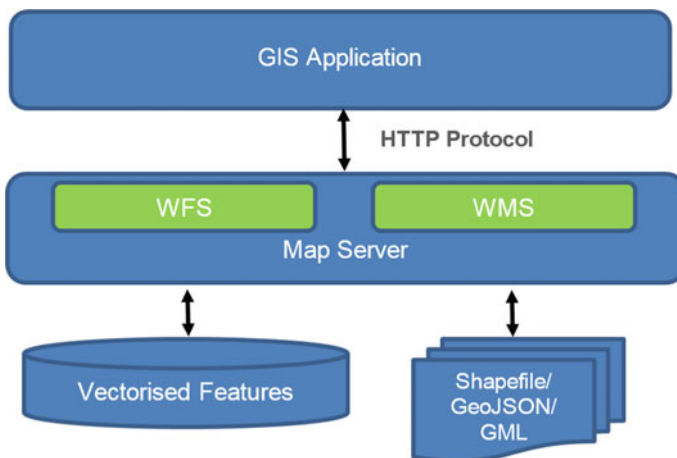 GIS Application
HTTP Protocol
WFS
WMS
Map Server
Vectorised Features
Shapefile/
GeoJSON/
GML